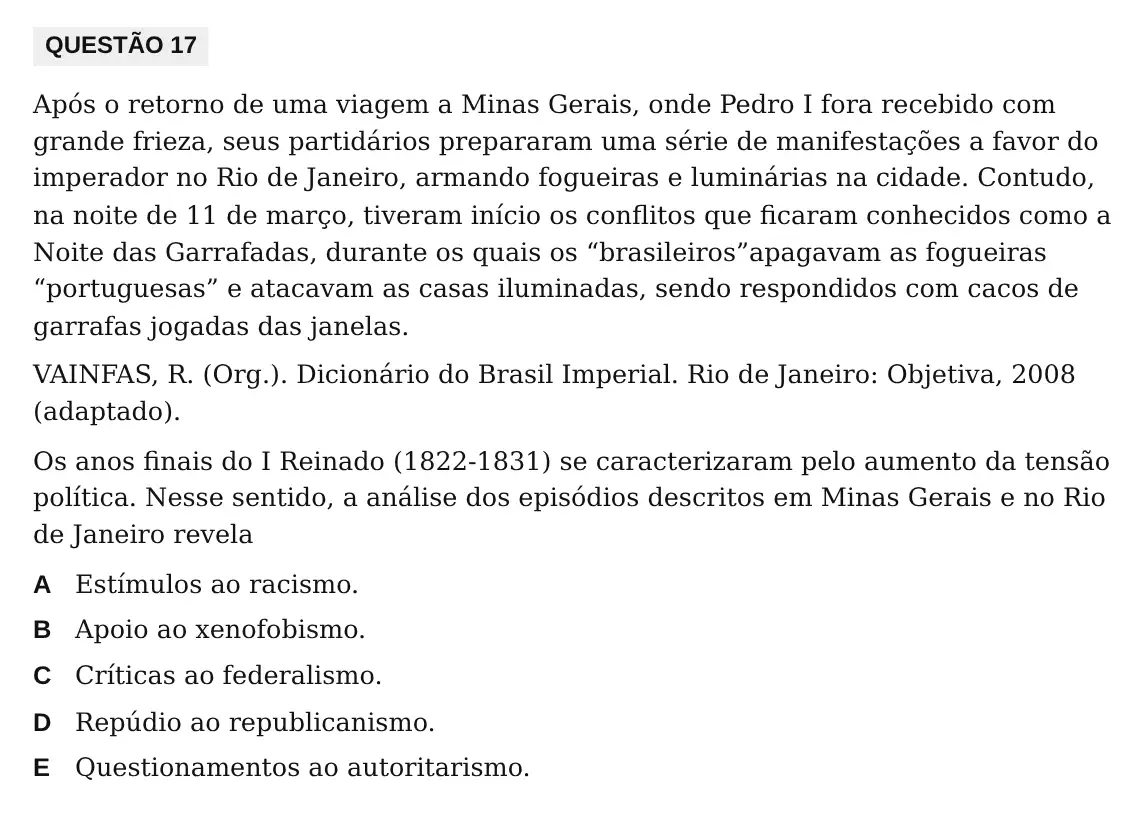 QUESTÃO 17
Após o retorno de uma viagem a Minas Gerais, onde Pedro I fora recebido com
grande frieza, seus partidários prepararam uma série de manifestações a favor do
imperador no Rio de Janeiro, armando fogueiras e luminárias na cidade. Contudo,
na noite de 11 de março, tiveram início os conflitos que ficaram conhecidos como a
Noite das Garrafadas, durante os quais os “brasileiros”apagavam as fogueiras
“portuguesas” e atacavam as casas iluminadas, sendo respondidos com cacos de
garrafas jogadas das janelas.
VAINFAS, R. (Org.). Dicionário do Brasil Imperial. Rio de Janeiro: Objetiva, 2008
(adaptado).
Os anos finais do I Reinado (1822-1831) se caracterizaram pelo aumento da tensão
política. Nesse sentido, a análise dos episódios descritos em Minas Gerais e no Rio
de Janeiro revela
A Estímulos ao racismo.
B Apoio ao xenofobismo.
C Críticas ao federalismo.
D Repúdio ao republicanismo.
E Questionamentos ao autoritarismo.